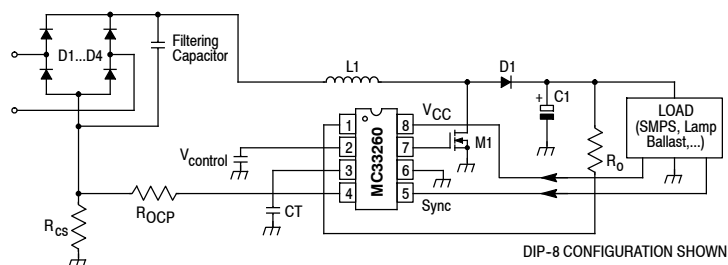 D1...D4
Filtering
Capacitor
L1
D1
+
C1
LOAD
(SMPS, Lamp
Ballast,...)
VCC
M1
Ro
1
2
3
4
MC33260
8
7
6
5
Vcontrol
Sync
ROCP
CT
Rcs
DIP-8 CONFIGURATION SHOWN